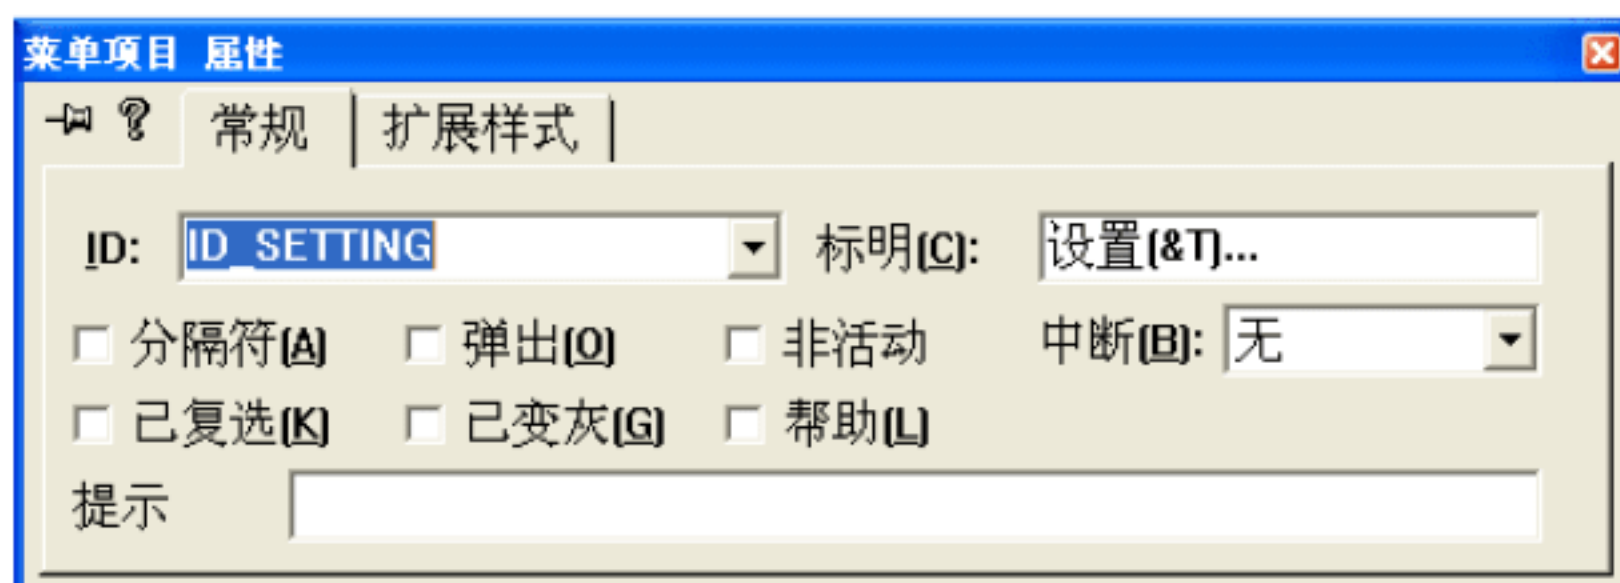 菜单项目 属性
常规 扩展样式
ID: ID_SETTING 标明(C): 设置(&T)...
分隔符(A) 弹出(O) 非活动 中断(B): 无
已复选(K) 已变灰(G) 帮助(L)
提示